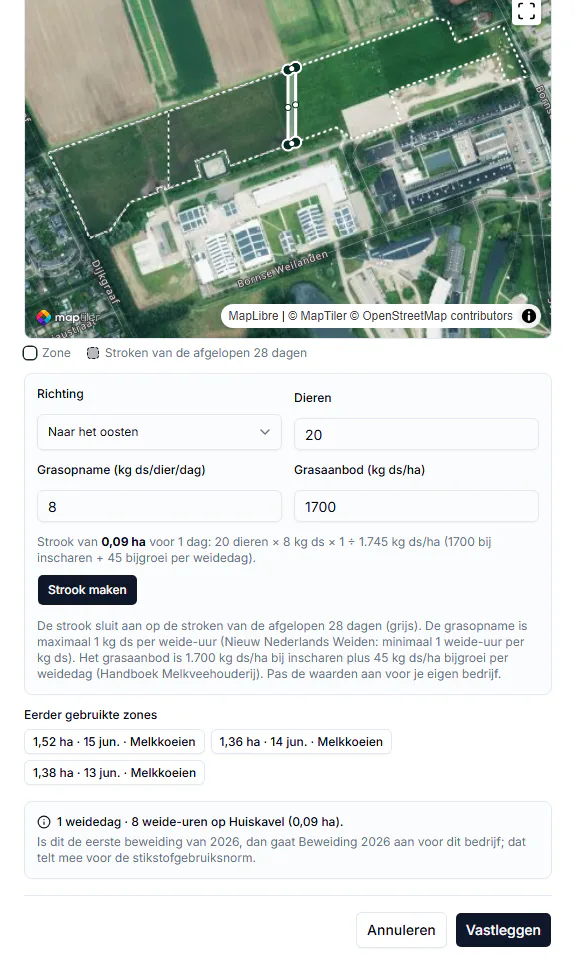 Bornse Weilanden
Dijkgraaf
maptiler
MapLibre | © MapTiler © OpenStreetMap contributors
Zone
Stroken van de afgelopen 28 dagen
Richting
Dieren
Naar het oosten
20
Grasopname (kg ds/dier/dag)
Grasaanbod (kg ds/ha)
8
1700
Strook van 0,09 ha voor 1 dag: 20 dieren × 8 kg ds × 1 ÷ 1.745 kg ds/ha (1700 bij
inscharen + 45 bijgroei per weidedag).
Strook maken
De strook sluit aan op de stroken van de afgelopen 28 dagen (grijs). De grasopname is
maximaal 1 kg ds per weide-uur (Nieuw Nederlands Weiden: minimaal 1 weide-uur per
kg ds). Het grasaanbod is 1.700 kg ds/ha bij inscharen plus 45 kg ds/ha bijgroei per
weidedag (Handboek Melkveehouderij). Pas de waarden aan voor je eigen bedrijf.
Eerder gebruikte zones
1,52 ha · 15 jun. · Melkkoeien
1,36 ha · 14 jun. · Melkkoeien
1,38 ha · 13 jun. · Melkkoeien
1 weidedag · 8 weide-uren op Huiskavel (0,09 ha).
Is dit de eerste beweiding van 2026, dan gaat Beweiding 2026 aan voor dit bedrijf; dat
telt mee voor de stikstofgebruiksnorm.
Annuleren
Vastleggen